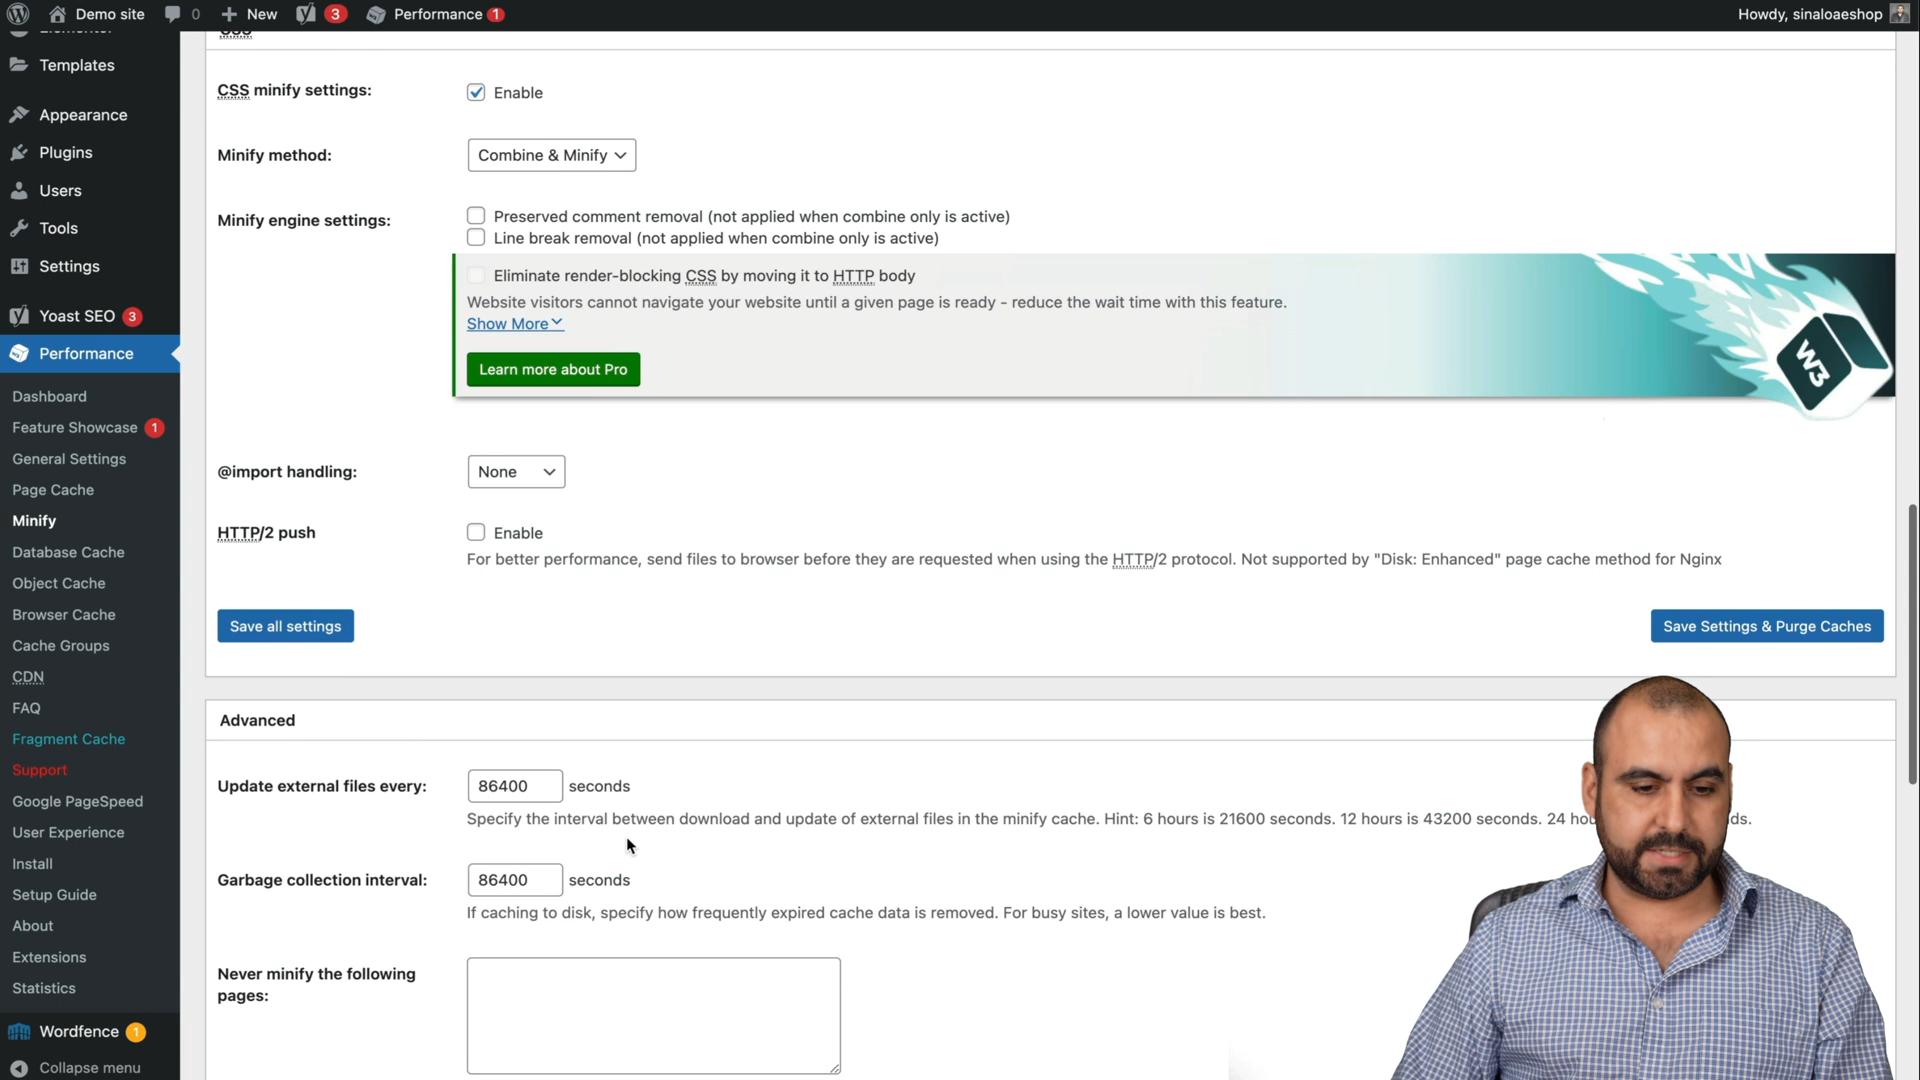 Demo site
0
New
3
Performance
1
Howdy, sinaloaeshop
Elementor
Templates
Appearance
Plugins
Users
Tools
Settings
Yoast SEO
3
Performance
Dashboard
Feature Showcase
1
General Settings
Page Cache
Minify
Database Cache
Object Cache
Browser Cache
Cache Groups
CDN
FAQ
Fragment Cache
Support
Google PageSpeed
User Experience
Install
Setup Guide
About
Extensions
Statistics
Wordfence
1
Collapse menu
CSS
CSS minify settings:
Enable
Minify method:
Combine & Minify
Minify engine settings:
Preserved comment removal (not applied when combine only is active)
Line break removal (not applied when combine only is active)
Eliminate render-blocking CSS by moving it to HTTP body
Website visitors cannot navigate your website until a given page is ready - reduce the wait time with this feature.
Show More
Learn more about Pro
W3
@import handling:
None
HTTP/2 push
Enable
For better performance, send files to browser before they are requested when using the HTTP/2 protocol. Not supported by "Disk: Enhanced" page cache method for Nginx
Save all settings
Save Settings & Purge Caches
Advanced
Update external files every:
86400
seconds
Specify the interval between download and update of external files in the minify cache. Hint: 6 hours is 21600 seconds. 12 hours is 43200 seconds. 24 hou
ds.
Garbage collection interval:
86400
seconds
If caching to disk, specify how frequently expired cache data is removed. For busy sites, a lower value is best.
Never minify the following
pages: